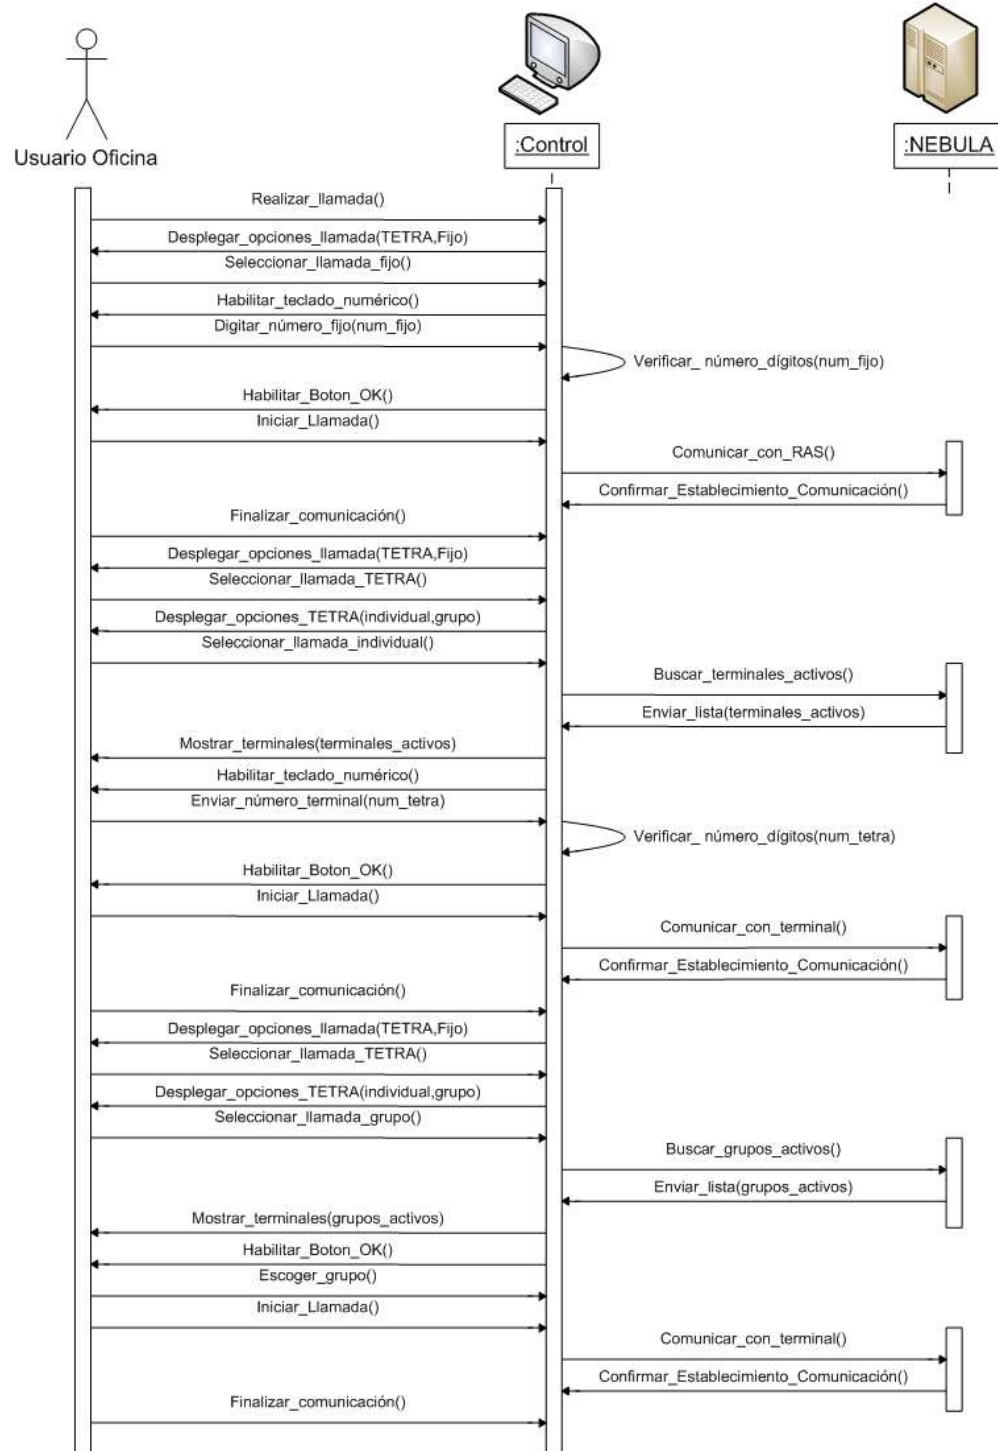 Usuario Oficina
:Control
:NEBULA
Realizar_llamada()
Desplegar_opciones_llamada(TETRA,Fijo)
Seleccionar_llamada_fijo()
Habilitar_teclado_numérico()
Digitar_número_fijo(num_fijo)
Verificar_ número_dígitos(num_fijo)
Habilitar_Boton_OK()
Iniciar_Llamada()
Comunicar_con_RAS()
Confirmar_Establecimiento_Comunicación()
Finalizar_comunicación()
Desplegar_opciones_llamada(TETRA,Fijo)
Seleccionar_llamada_TETRA()
Desplegar_opciones_TETRA(individual,grupo)
Seleccionar_llamada_individual()
Buscar_terminales_activos()
Enviar_lista(terminales_activos)
Mostrar_terminales(terminales_activos)
Habilitar_teclado_numérico()
Enviar_número_terminal(num_tetra)
Verificar_ número_dígitos(num_tetra)
Habilitar_Boton_OK()
Iniciar_Llamada()
Comunicar_con_terminal()
Confirmar_Establecimiento_Comunicación()
Finalizar_comunicación()
Desplegar_opciones_llamada(TETRA,Fijo)
Seleccionar_llamada_TETRA()
Desplegar_opciones_TETRA(individual,grupo)
Seleccionar_llamada_grupo()
Buscar_grupos_activos()
Enviar_lista(grupos_activos)
Mostrar_terminales(grupos_activos)
Habilitar_Boton_OK()
Escoger_grupo()
Iniciar_Llamada()
Comunicar_con_terminal()
Confirmar_Establecimiento_Comunicación()
Finalizar_comunicación()